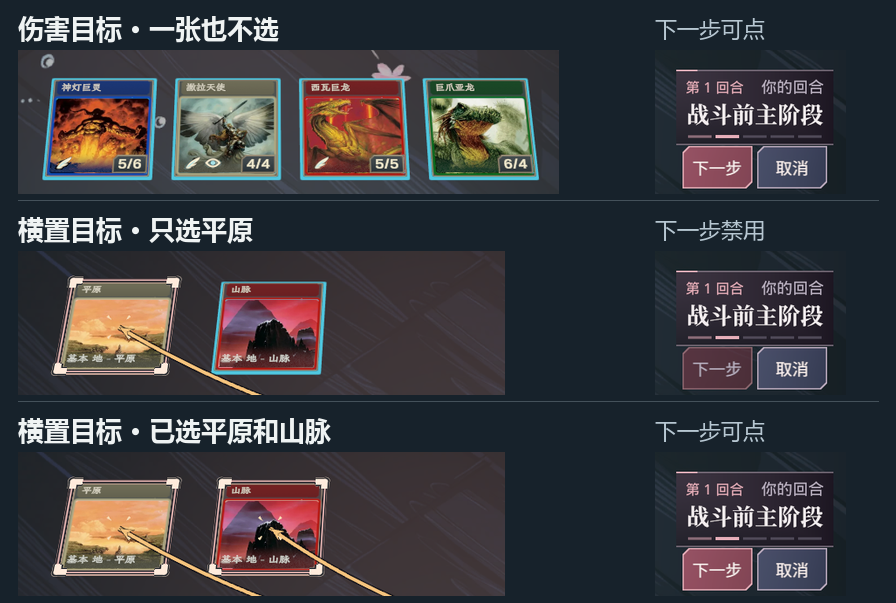 伤害目标・一张也不选
下一步可点
神灯巨灵
撒拉天使
西瓦巨龙
巨爪亚龙
5/6
4/4
5/5
6/4
第 1 回合 你的回合
战斗前主阶段
下一步 取消
横置目标・只选平原
下一步禁用
平原
山脉
基本 地 - 平原
基本 地 - 山脉
第 1 回合 你的回合
战斗前主阶段
下一步 取消
横置目标・已选平原和山脉
下一步可点
平原
山脉
基本 地 - 平原
基本 地 - 山脉
第 1 回合 你的回合
战斗前主阶段
下一步 取消